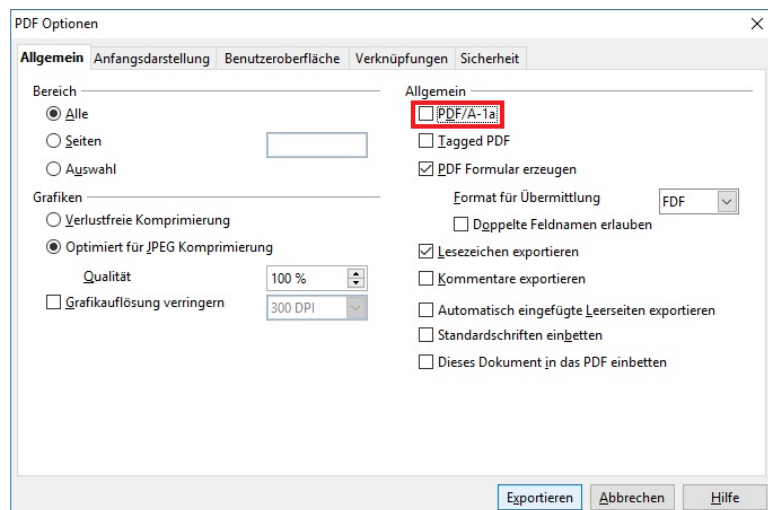 PDF Optionen
Allgemein Anfangsdarstellung Benutzeroberfläche Verknüpfungen Sicherheit
Bereich
Alle
Seiten
Auswahl
Grafiken
Verlustfreie Komprimierung
Optimiert für JPEG Komprimierung
Qualität 100 %
Grafikauflösung verringern 300 DPI
Allgemein
PDF/A-1a
Tagged PDF
PDF Formular erzeugen
Format für Übermittlung FDF
Doppelte Feldnamen erlauben
Lesezeichen exportieren
Kommentare exportieren
Automatisch eingefügte Leerseiten exportieren
Standardschriften einbetten
Dieses Dokument in das PDF einbetten
Exportieren Abbrechen Hilfe